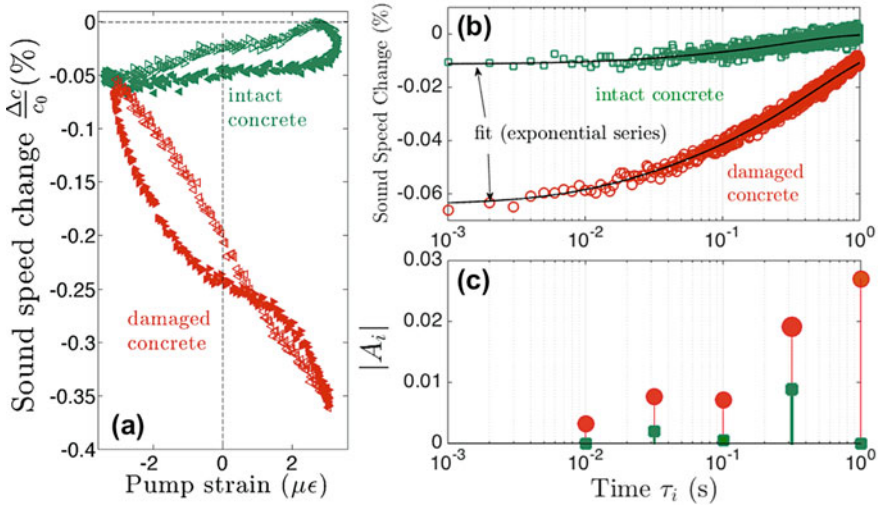 Sound speed change Δc/c₀ (%)
0
-0.05
-0.1
-0.15
-0.2
-0.25
-0.3
-0.35
-0.4
intact
concrete
damaged
concrete
(a)
-2
0
2
Pump strain (με)
Sound Speed Change (%)
0
-0.02
-0.04
-0.06
(b)
intact concrete
fit (exponential series)
damaged
concrete
10⁻³
10⁻²
10⁻¹
10⁰
|Aᵢ|
0.03
0.02
0.01
0
(c)
10⁻³
10⁻²
10⁻¹
10⁰
Time τᵢ (s)